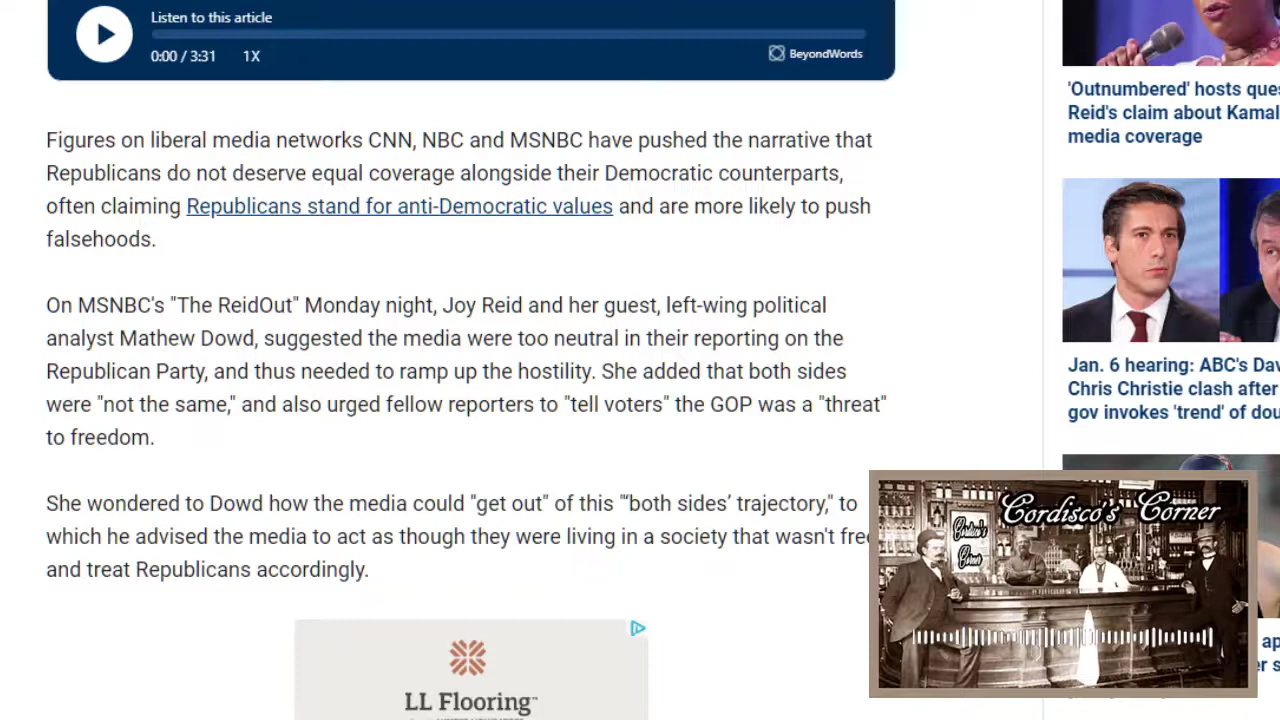 Listen to this article
0:00 / 3:31 1X
BeyondWords
Figures on liberal media networks CNN, NBC and MSNBC have pushed the narrative that
Republicans do not deserve equal coverage alongside their Democratic counterparts,
often claiming Republicans stand for anti-Democratic values and are more likely to push
falsehoods.
On MSNBC's "The ReidOut" Monday night, Joy Reid and her guest, left-wing political
analyst Mathew Dowd, suggested the media were too neutral in their reporting on the
Republican Party, and thus needed to ramp up the hostility. She added that both sides
were "not the same," and also urged fellow reporters to "tell voters" the GOP was a "threat"
to freedom.
She wondered to Dowd how the media could "get out" of this "'both sides' trajectory," to
which he advised the media to act as though they were living in a society that wasn't
and treat Republicans accordingly.
LL Flooring™
'Outnumbered' hosts
Reid's claim about
media coverage
Jan. 6 hearing: ABC's
Chris Christie clash after
gov invokes 'trend' of
Cordisco's Corner
Cordisco's
Corner